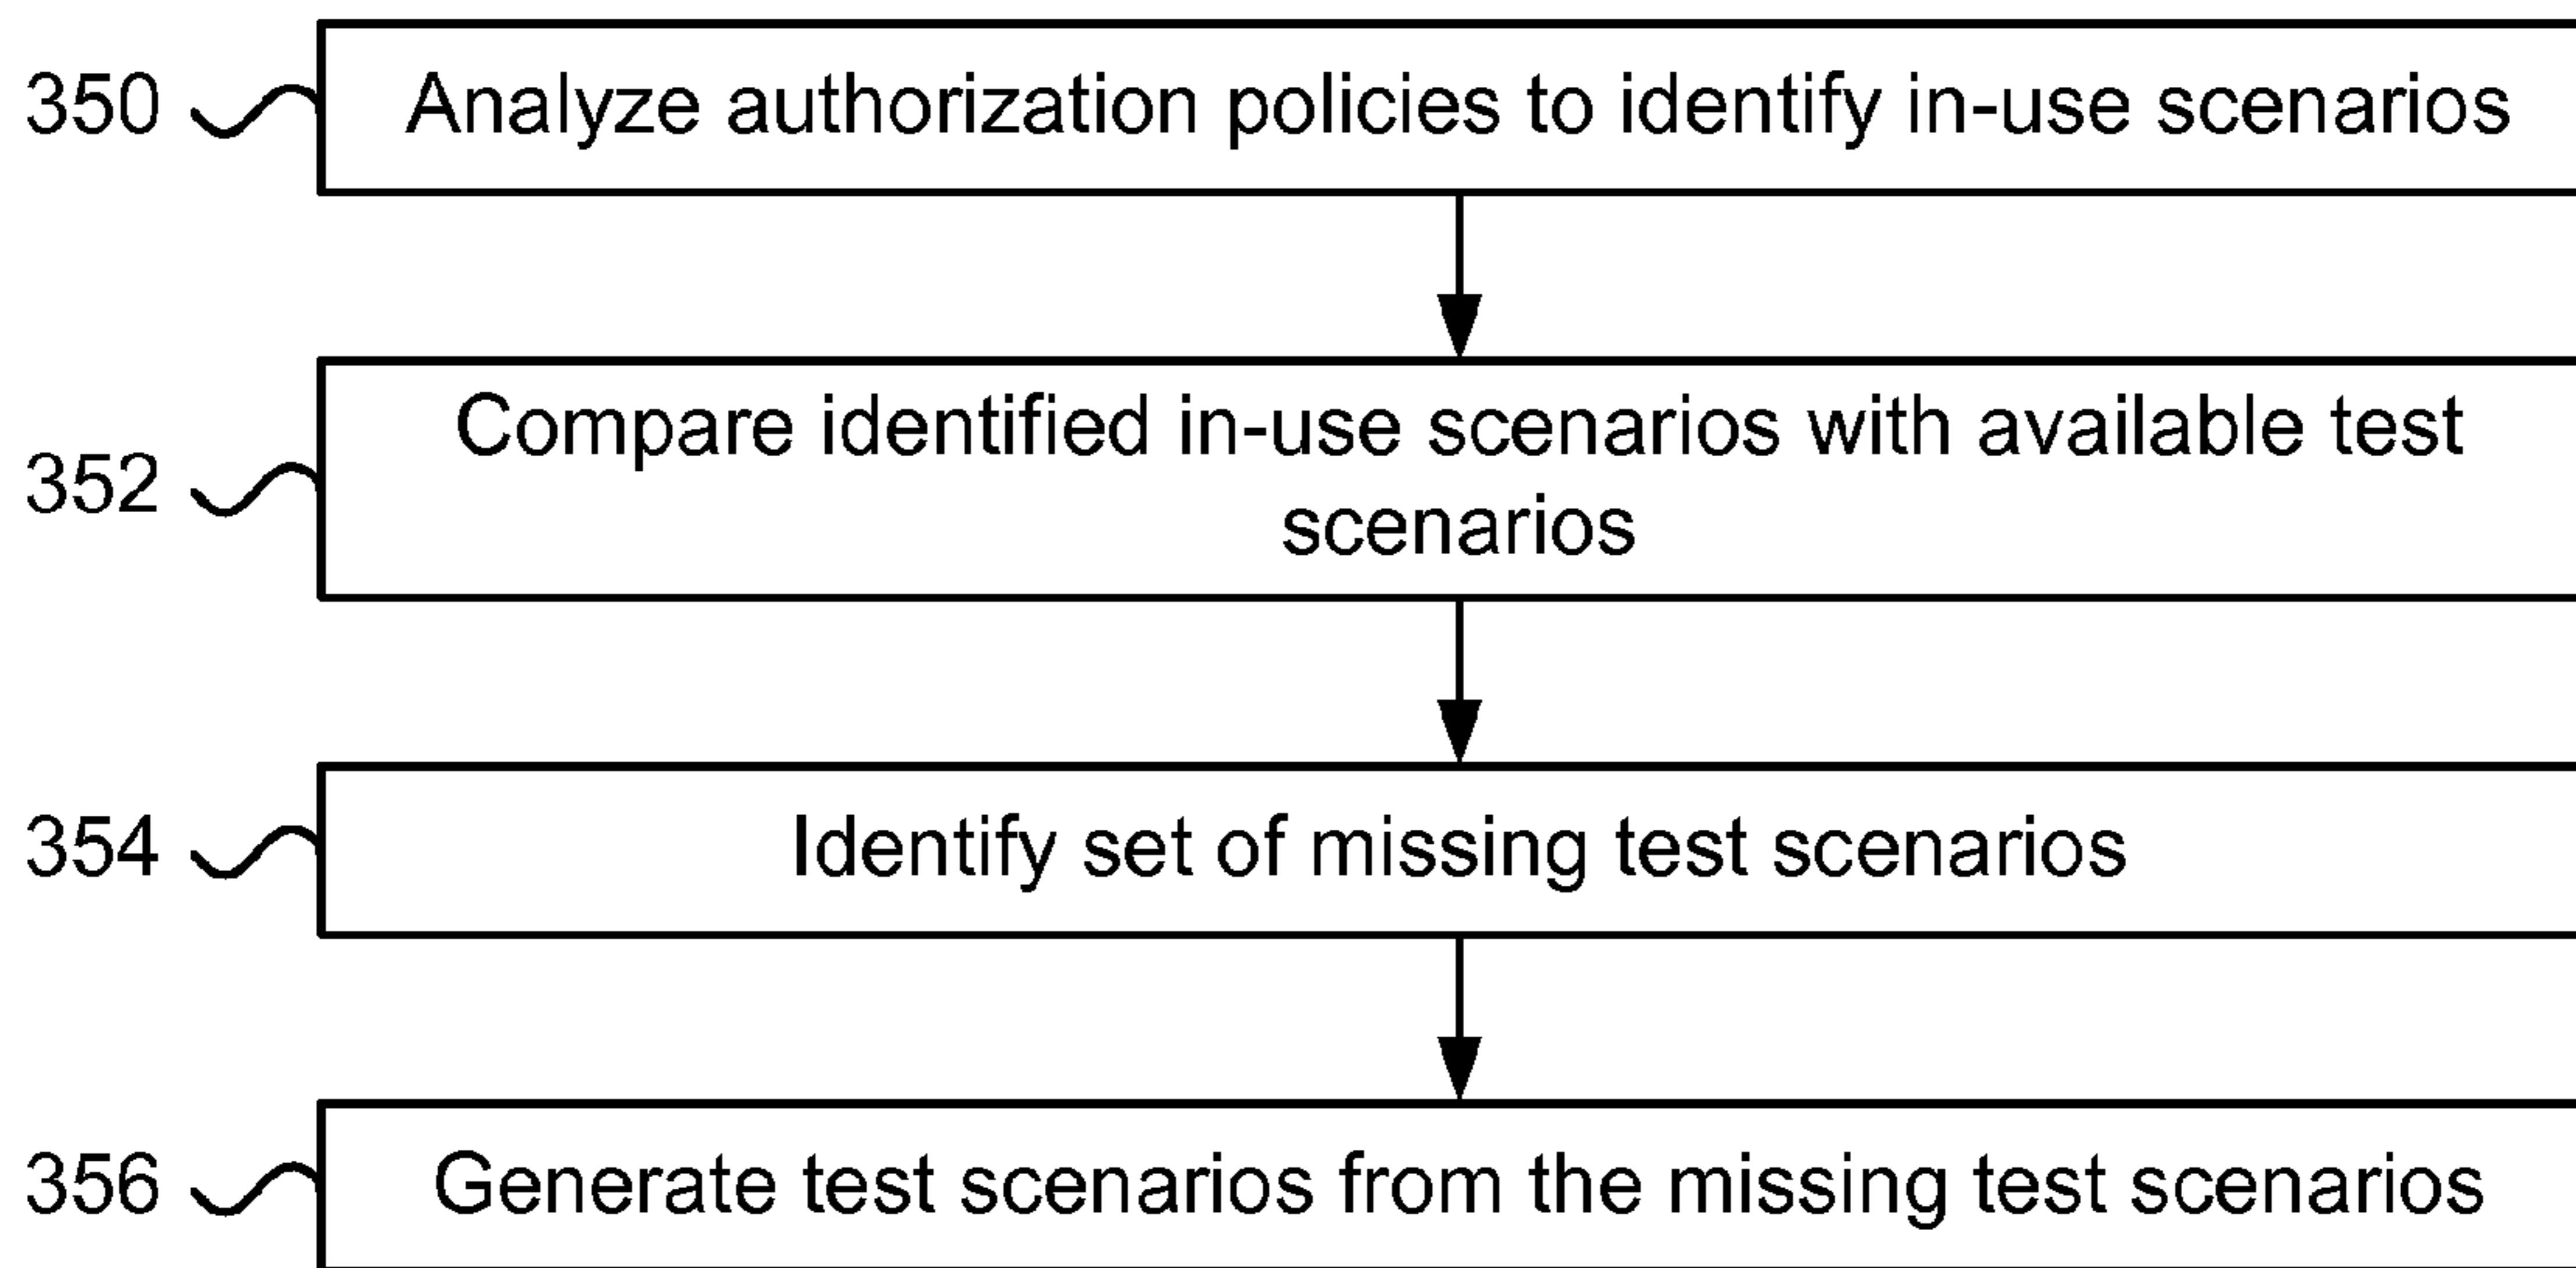 350 Analyze authorization policies to identify in-use scenarios
Compare identified in-use scenarios with available test
352
scenarios
354 Identify set of missing test scenarios
356 Generate test scenarios from the missing test scenarios